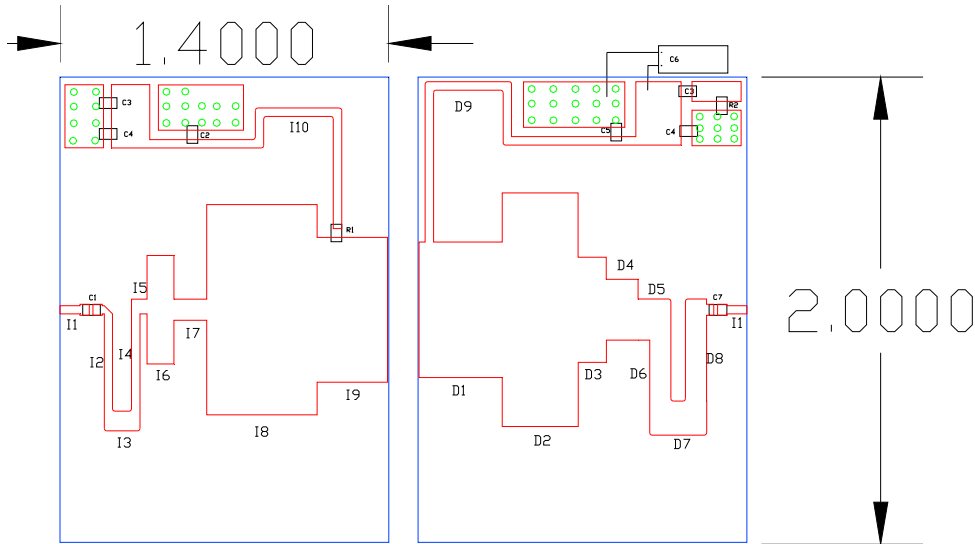 1.4000
C6
C3
C3
D9
R2
I10
C4
C2
C5
C4
R1
D4
I5
D5
C1
C7
I1
I1
2.0000
I7
I4
I2
D8
I6
D3
D6
D1
I9
I8
D2
I3
D7